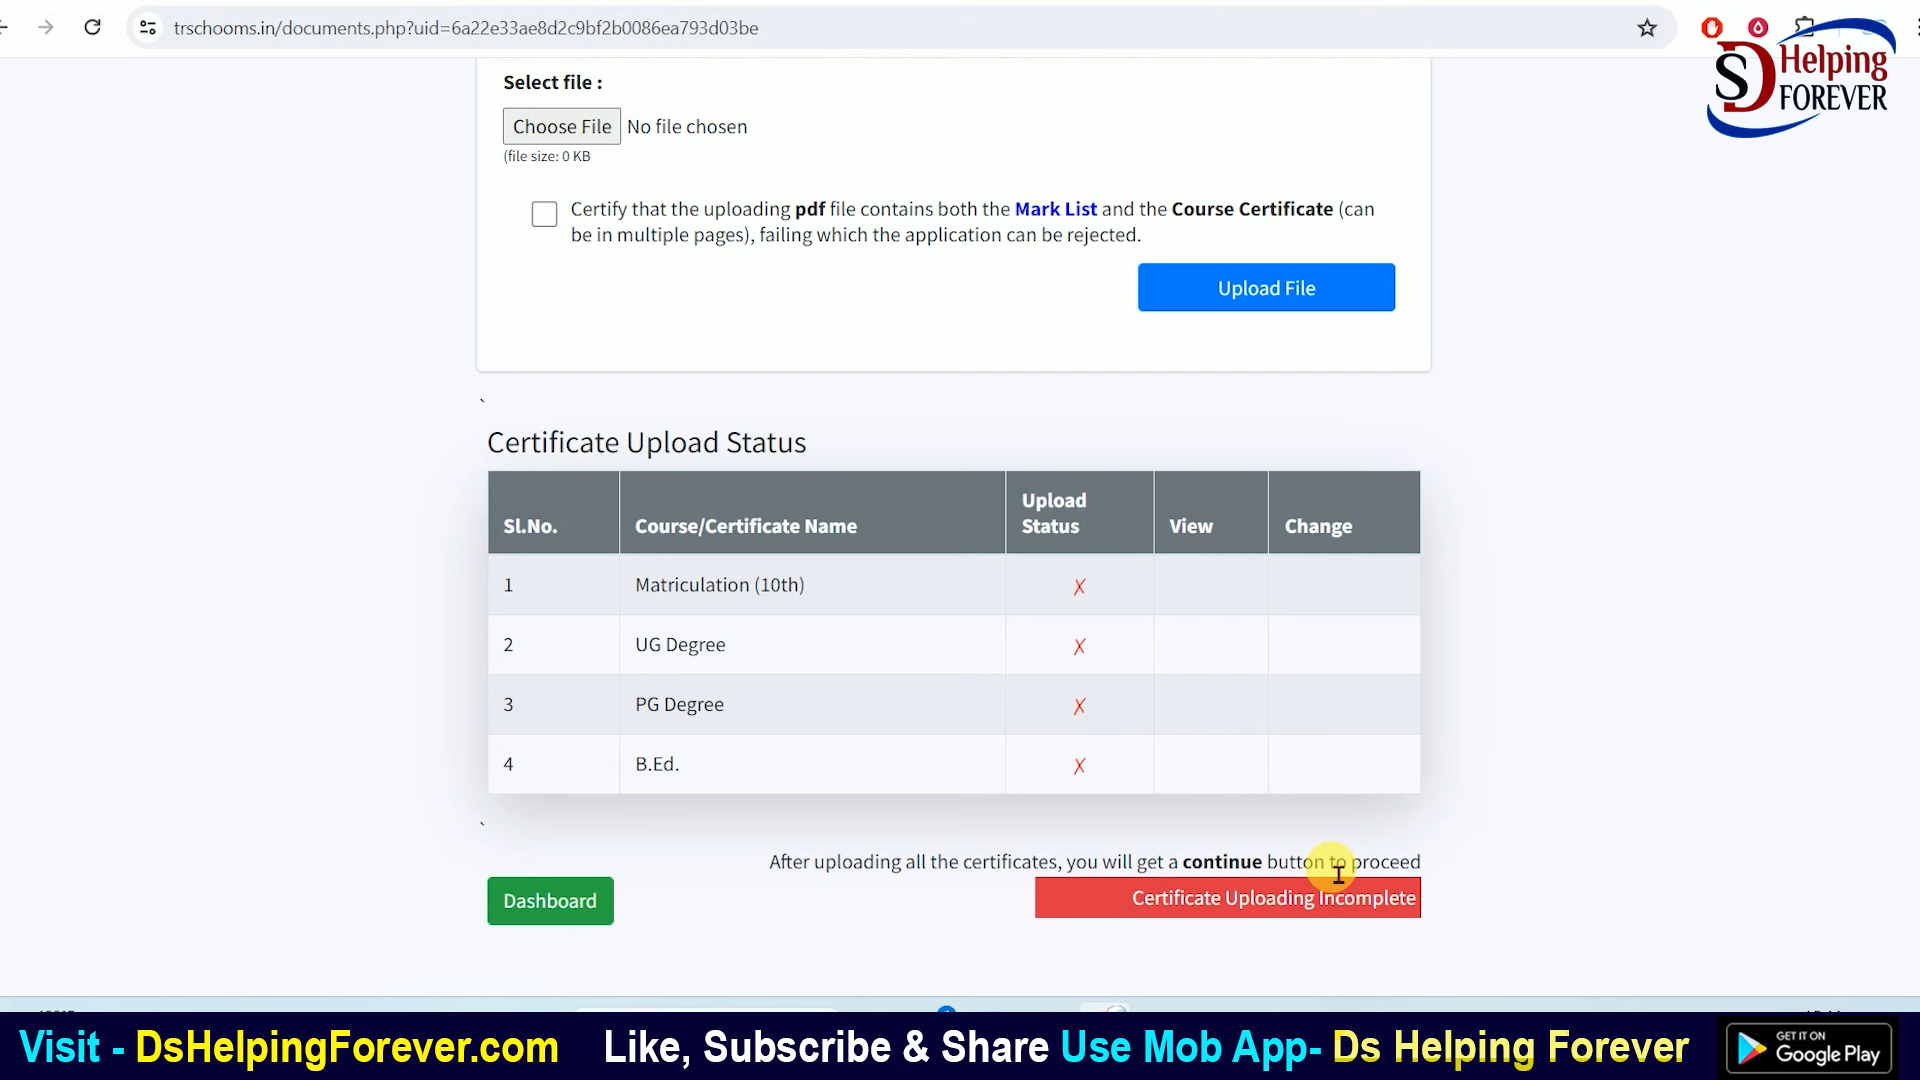 trschooms.in/documents.php?uid=6a22e33ae8d2c9bf2b0086ea793d03be
SD Helping
FOREVER
Select file :
Choose File No file chosen
(file size: 0 KB
Certify that the uploading pdf file contains both the Mark List and the Course Certificate (can
be in multiple pages), failing which the application can be rejected.
Upload File
`
Certificate Upload Status
Sl.No. Course/Certificate Name Upload Status View Change
1 Matriculation (10th) X
2 UG Degree X
3 PG Degree X
4 B.Ed. X
`
After uploading all the certificates, you will get a continue button to proceed
Dashboard Certificate Uploading Incomplete
Visit - DsHelpingForever.com Like, Subscribe & Share Use Mob App- Ds Helping Forever
GET IT ON
Google Play